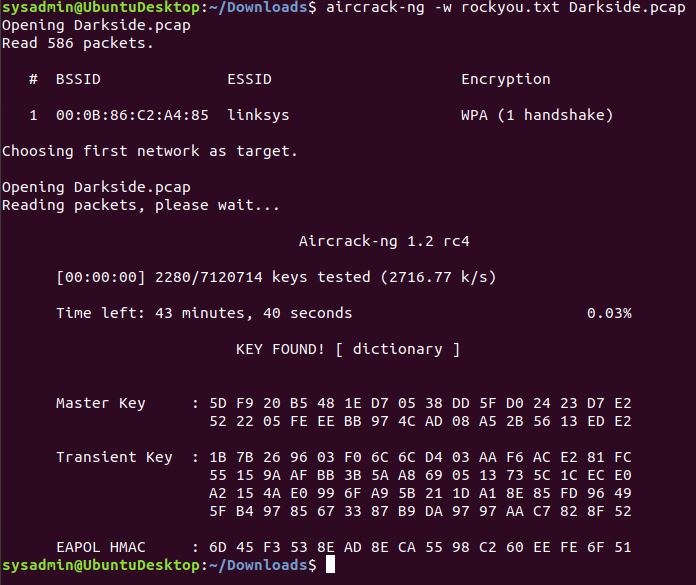 sysadmin@UbuntuDesktop:~/Downloads$ aircrack-ng -w rockyou.txt Darkside.pcap
Opening Darkside.pcap
Read 586 packets.
# BSSID ESSID Encryption
1 00:0B:86:C2:A4:85 linksys WPA (1 handshake)
Choosing first network as target.
Opening Darkside.pcap
Reading packets, please wait...
Aircrack-ng 1.2 rc4
[00:00:00] 2280/7120714 keys tested (2716.77 k/s)
Time left: 43 minutes, 40 seconds 0.03%
KEY FOUND! [ dictionary ]
Master Key : 5D F9 20 B5 48 1E D7 05 38 DD 5F D0 24 23 D7 E2
52 22 05 FE EE BB 97 4C AD 08 A5 2B 56 13 ED E2
Transient Key : 1B 7B 26 96 03 F0 6C 6C D4 03 AA F6 AC E2 81 FC
55 15 9A AF BB 3B 5A A8 69 05 13 73 5C 1C EC E0
A2 15 4A E0 99 6F A9 5B 21 1D A1 8E 85 FD 96 49
5F B4 97 85 67 33 87 B9 DA 97 97 AA C7 82 8F 52
EAPOL HMAC : 6D 45 F3 53 8E AD 8E CA 55 98 C2 60 EE FE 6F 51
sysadmin@UbuntuDesktop:~/Downloads$